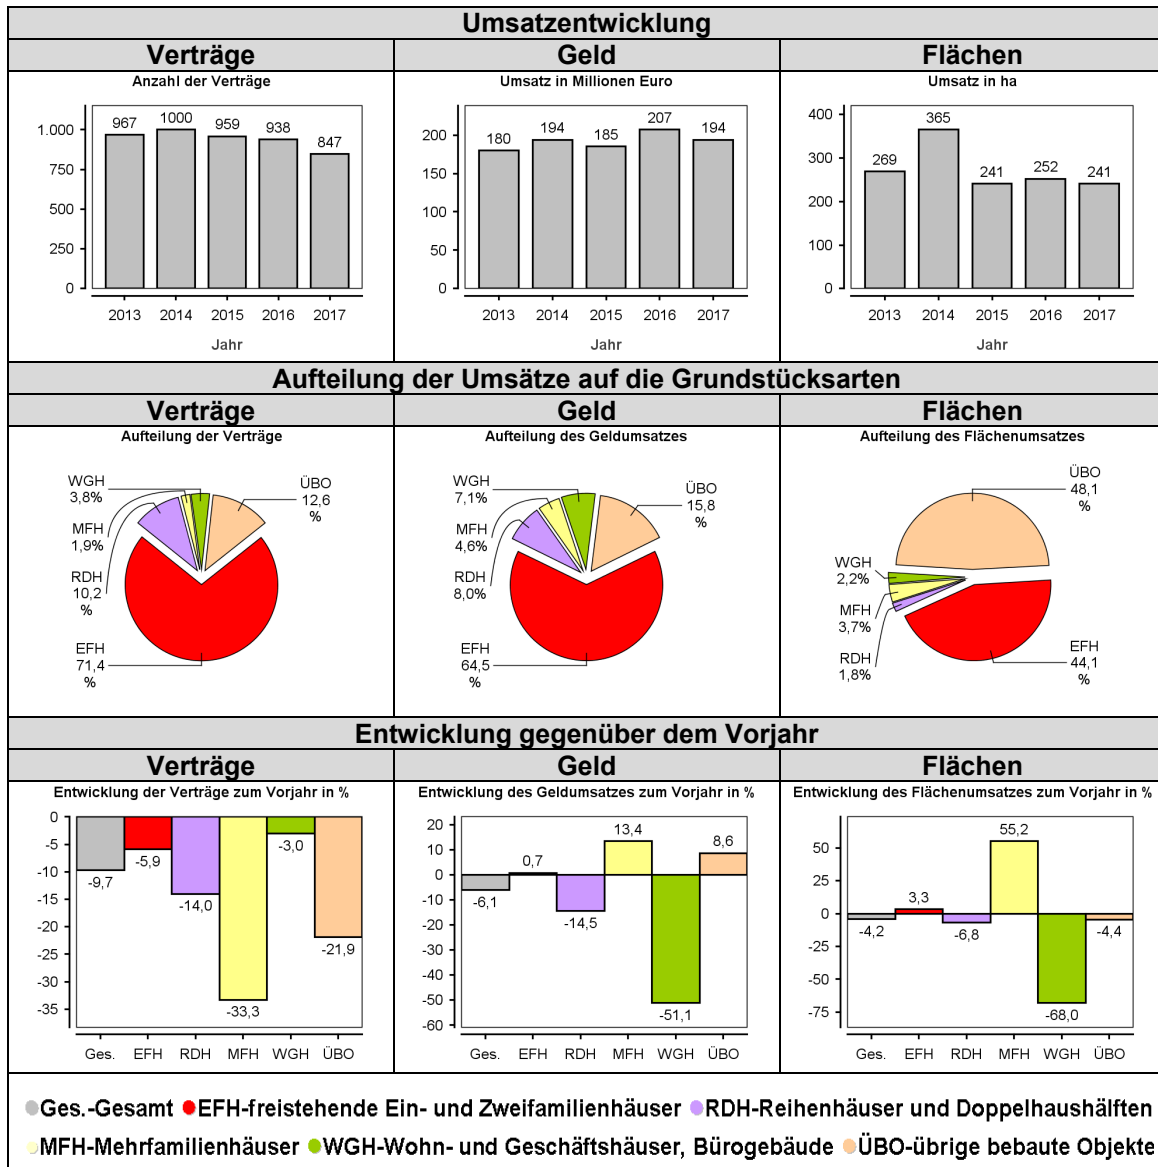 Umsatzentwicklung
Verträge
Geld
Flächen
Anzahl der Verträge
1.000
750
500
250
0
967
1000
959
938
847
2013 2014 2015 2016 2017
Jahr
Umsatz in Millionen Euro
200
150
100
50
0
180
194
185
207
194
2013 2014 2015 2016 2017
Jahr
Umsatz in ha
400
300
200
100
0
269
365
241
252
241
2013 2014 2015 2016 2017
Jahr
Aufteilung der Umsätze auf die Grundstücksarten
Verträge
Geld
Flächen
Aufteilung der Verträge
WGH
3,8%
MFH
1,9%
RDH
10,2
%
EFH
71,4
%
ÜBO
12,6
%
Aufteilung des Geldumsatzes
WGH
7,1%
MFH
4,6%
RDH
8,0%
EFH
64,5
%
ÜBO
15,8
%
Aufteilung des Flächenumsatzes
ÜBO
48,1
%
WGH
2,2%
MFH
3,7%
RDH
1,8%
EFH
44,1
%
Entwicklung gegenüber dem Vorjahr
Verträge
Geld
Flächen
Entwicklung der Verträge zum Vorjahr in %
0
-5
-10
-15
-20
-25
-30
-35
-9,7
-5,9
-14,0
-33,3
-3,0
-21,9
Ges. EFH RDH MFH WGH ÜBO
Entwicklung des Geldumsatzes zum Vorjahr in %
20
10
0
-10
-20
-30
-40
-50
-60
-6,1
0,7
-14,5
13,4
-51,1
8,6
Ges. EFH RDH MFH WGH ÜBO
Entwicklung des Flächenumsatzes zum Vorjahr in %
50
25
0
-25
-50
-75
-4,2
3,3
-6,8
55,2
-68,0
-4,4
Ges. EFH RDH MFH WGH ÜBO
Ges.-Gesamt EFH-freistehende Ein- und Zweifamilienhäuser RDH-Reihenhäuser und Doppelhaushälften
MFH-Mehrfamilienhäuser WGH-Wohn- und Geschäftshäuser, Bürogebäude ÜBO-übrige bebaute Objekte